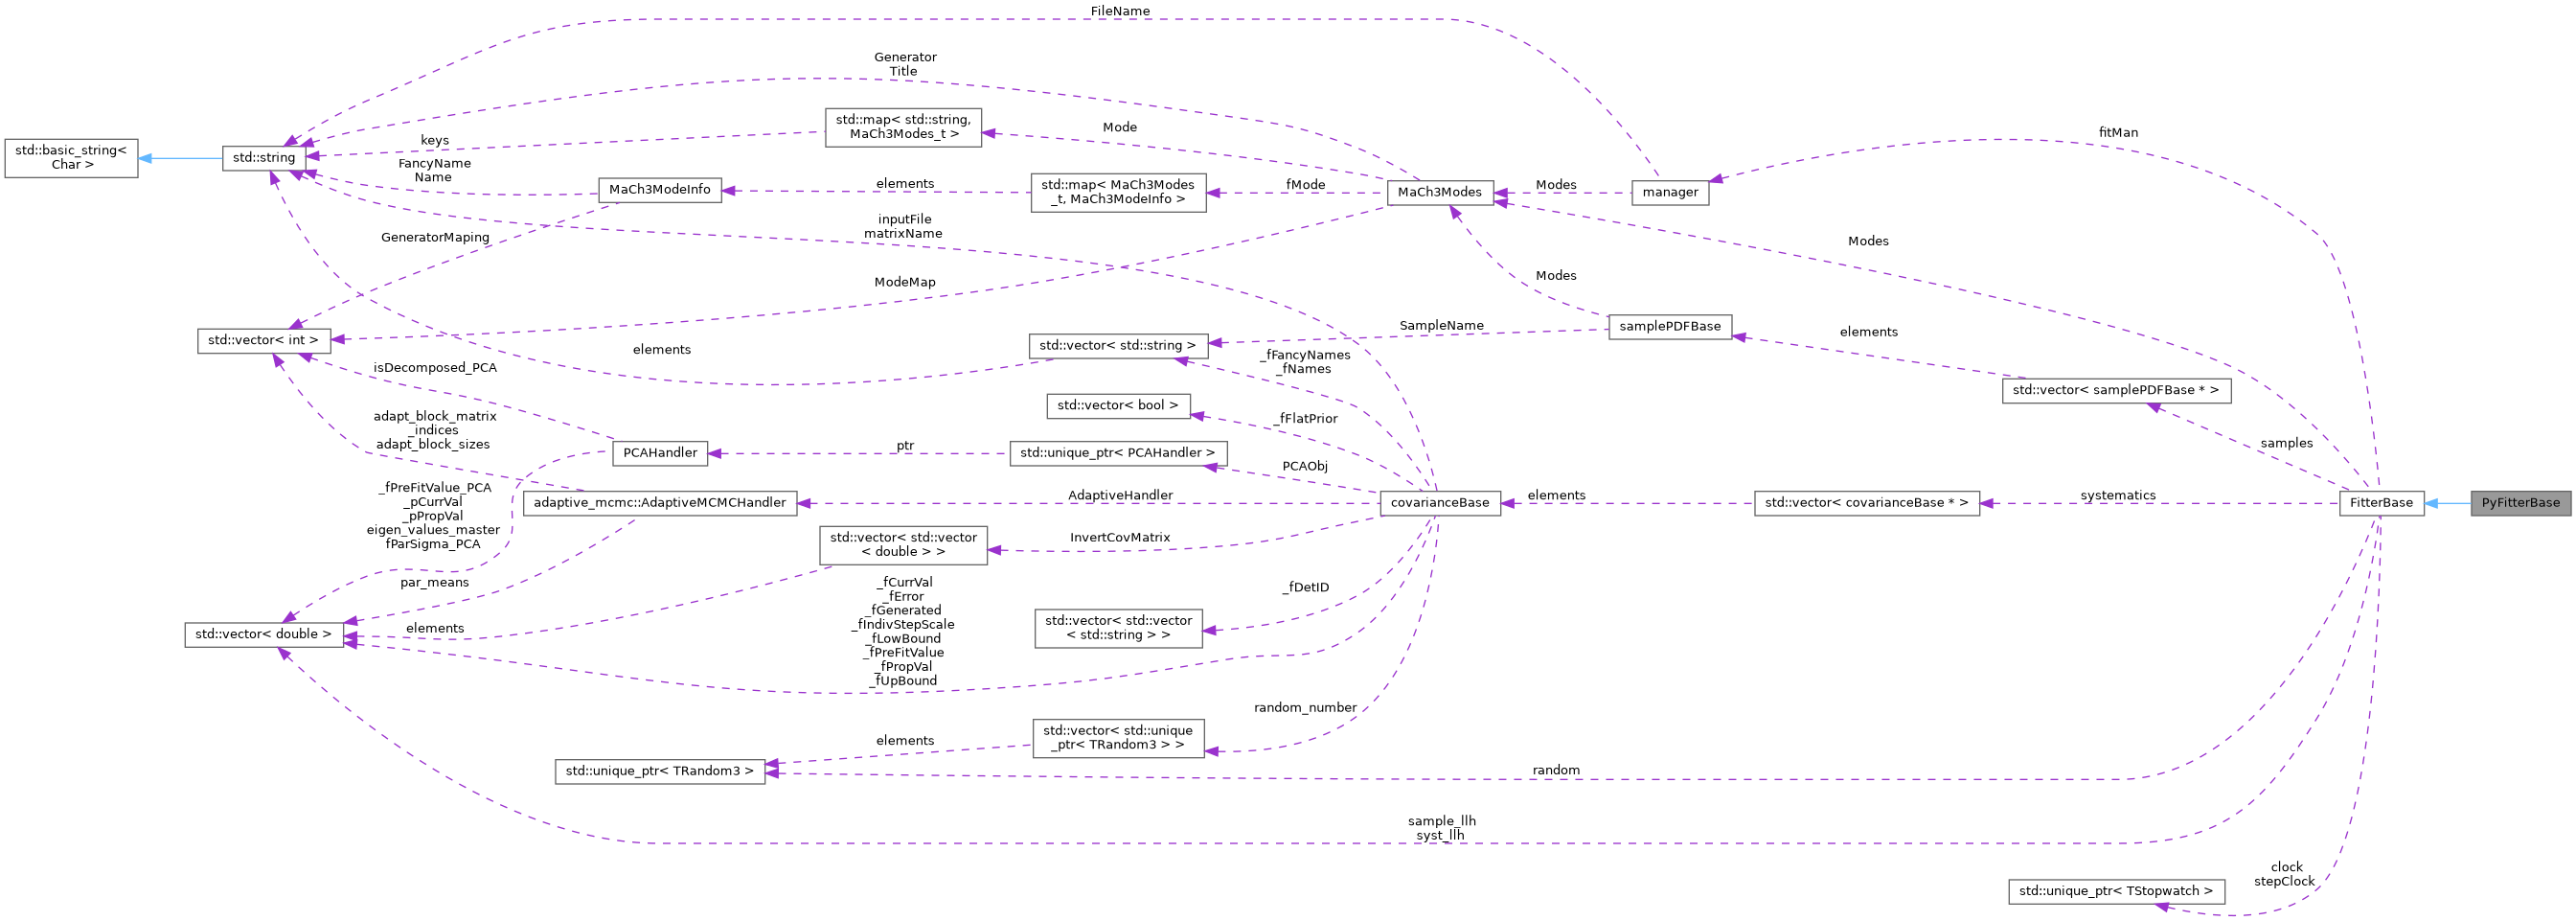 FileName
Generator
Title
std::map< std::string,
MaCh3Modes_t >
Mode
fitMan
keys
std::basic_string<
Char >
std::string
FancyName
Name
MaCh3ModeInfo
elements
std::map< MaCh3Modes
_t, MaCh3ModeInfo >
fMode
MaCh3Modes
Modes
manager
inputFile
matrixName
GeneratorMaping
Modes
ModeMap
Modes
std::vector< int >
elements
std::vector< std::string >
SampleName
samplePDFBase
elements
isDecomposed_PCA
_fFancyNames
_fNames
std::vector< bool >
_fFlatPrior
std::vector< samplePDFBase * >
adapt_block_matrix
_indices
adapt_block_sizes
PCAHandler
ptr
std::unique_ptr< PCAHandler >
PCAObj
samples
_fPreFitValue_PCA
_pCurrVal
_pPropVal
eigen_values_master
fParSigma_PCA
adaptive_mcmc::AdaptiveMCMCHandler
AdaptiveHandler
covarianceBase
elements
std::vector< covarianceBase * >
systematics
FitterBase
PyFitterBase
std::vector< std::vector
< double > >
InvertCovMatrix
par_means
_fCurrVal
_fError
_fGenerated
_fIndivStepScale
_fLowBound
_fPreFitValue
_fPropVal
_fUpBound
_fDetID
std::vector< double >
elements
std::vector< std::vector
< std::string > >
random_number
std::vector< std::unique
_ptr< TRandom3 > >
elements
std::unique_ptr< TRandom3 >
random
sample_llh
syst_llh
clock
stepClock
std::unique_ptr< TStopwatch >